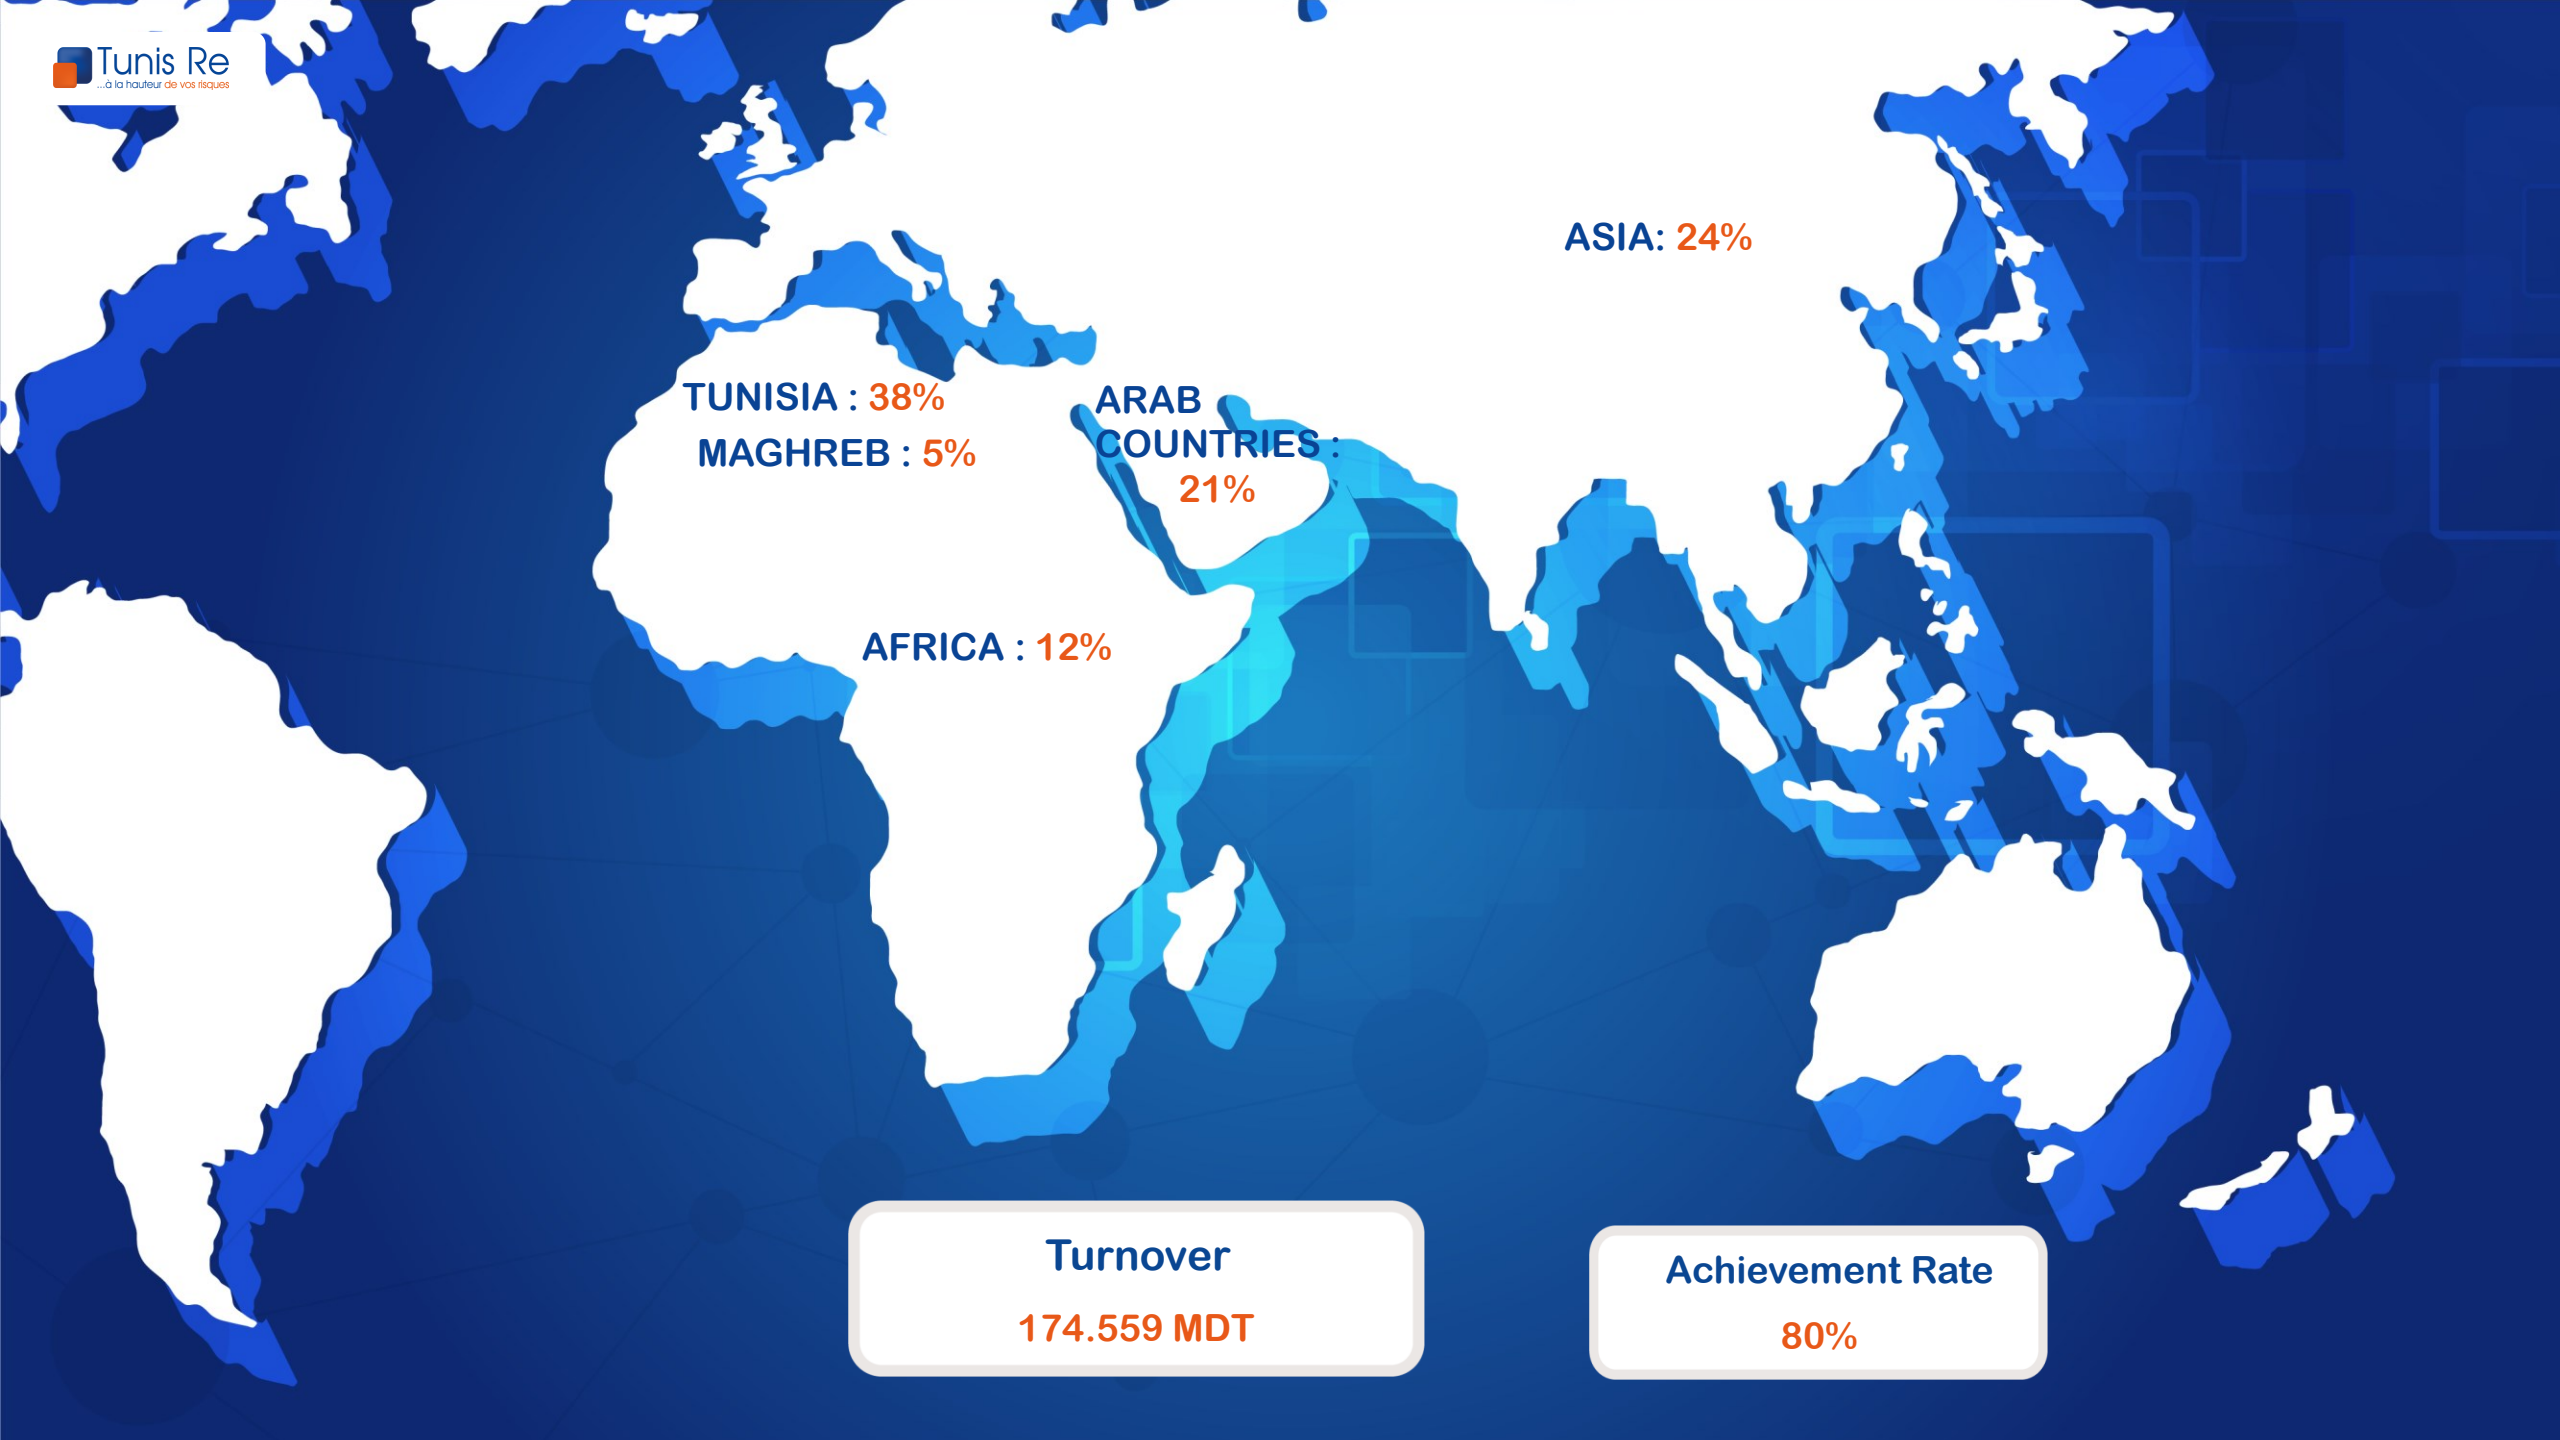 Tunis Re
...à la hauteur de vos risques
ASIA: 24%
TUNISIA : 38%
MAGHREB : 5%
ARAB
COUNTRIES :
21%
AFRICA : 12%
Turnover
174.559 MDT
Achievement Rate
80%